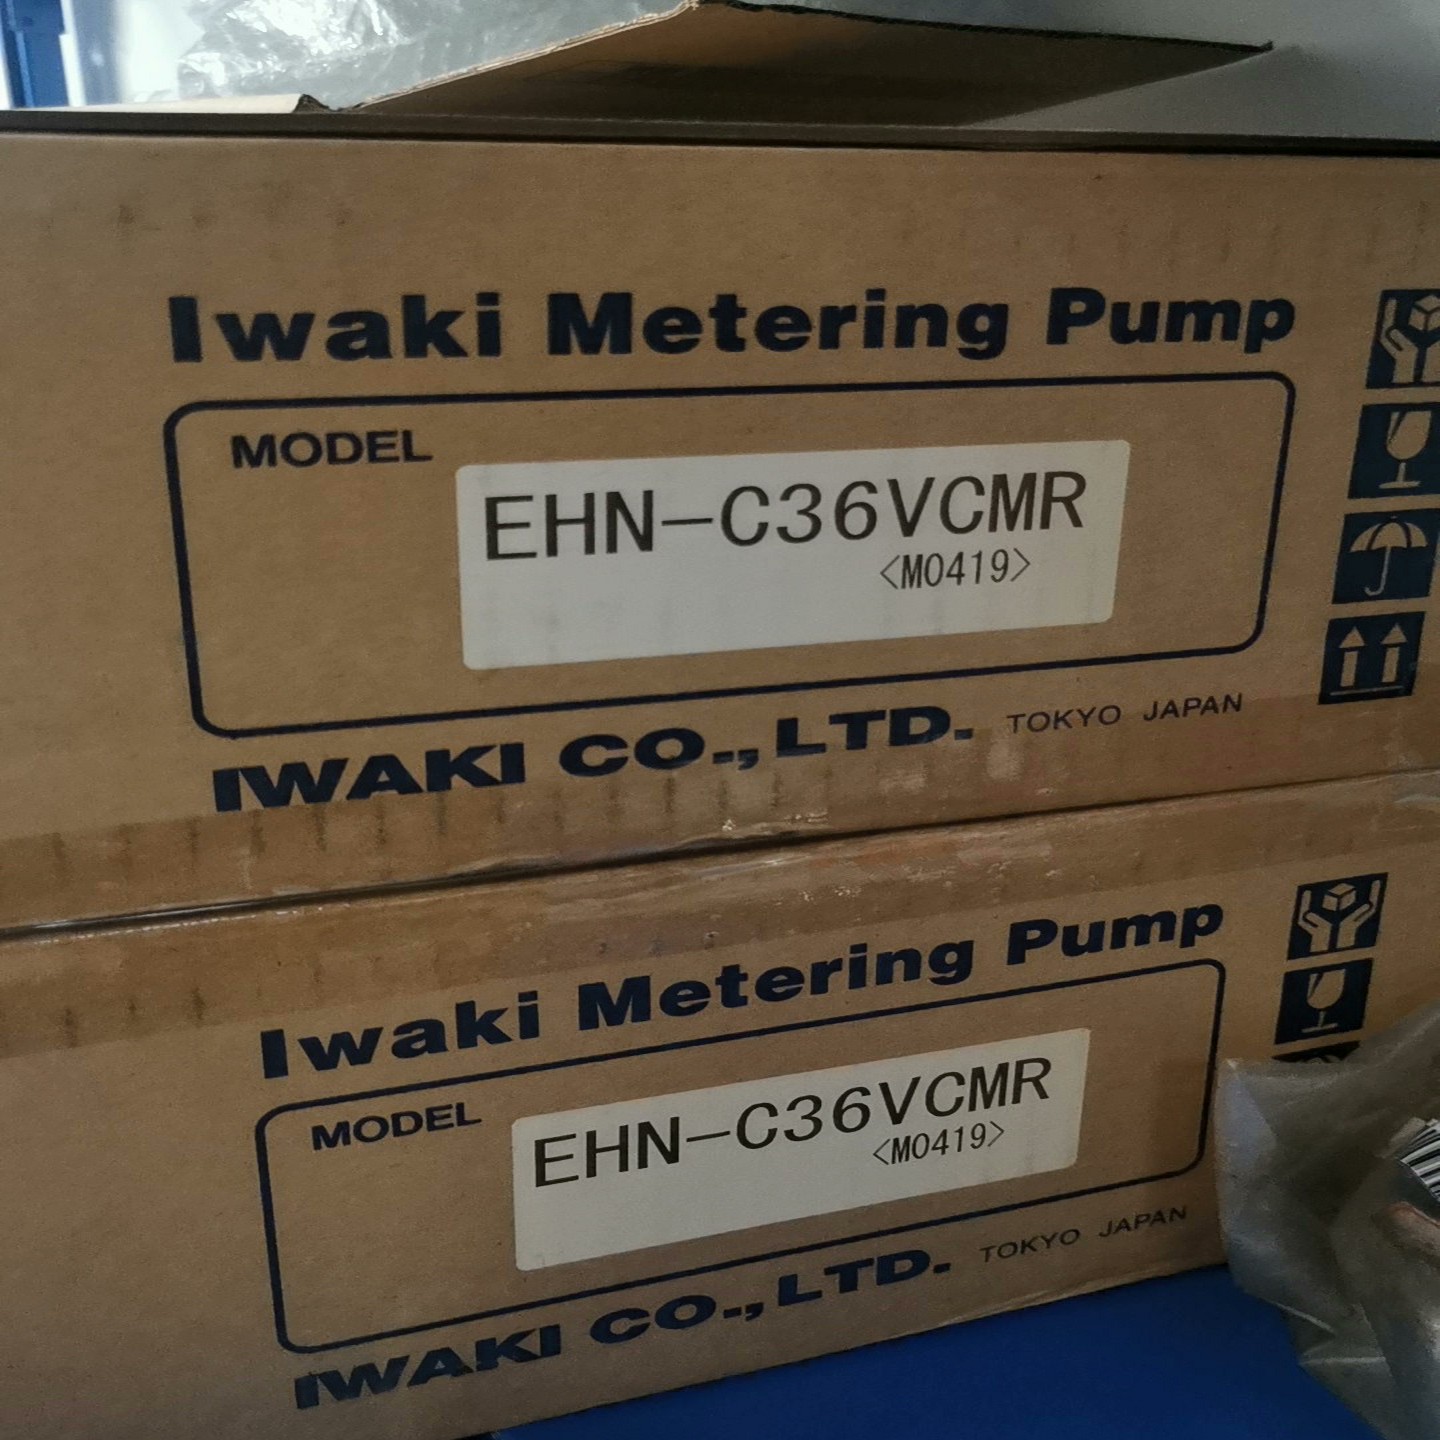 Iwaki Metering Pump
MODEL
EHN-C36VCMR
<M0419>
IWAKI CO.,LTD. TOKYO JAPAN
Iwaki Metering Pump
MODEL
EHN-C36VCMR
<M0419>
IWAKI CO.,LTD. TOKYO JAPAN